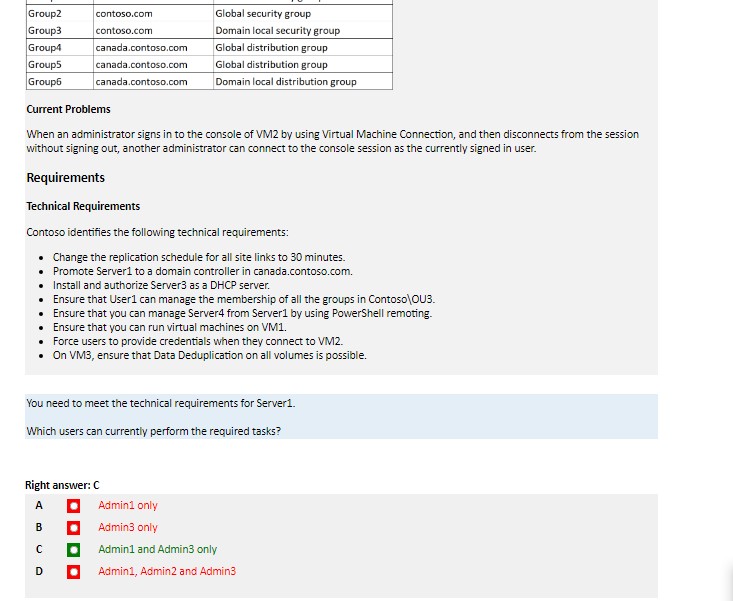 Group2 contoso.com Global security group
Group3 contoso.com Domain local security group
Group4 canada.contoso.com Global distribution group
Group5 canada.contoso.com Global distribution group
Group6 canada.contoso.com Domain local distribution group
Current Problems
When an administrator signs in to the console of VM2 by using Virtual Machine Connection, and then disconnects from the session
without signing out, another administrator can connect to the console session as the currently signed in user.
Requirements
Technical Requirements
Contoso identifies the following technical requirements:
• Change the replication schedule for all site links to 30 minutes.
• Promote Server1 to a domain controller in canada.contoso.com.
• Install and authorize Server3 as a DHCP server.
• Ensure that User1 can manage the membership of all the groups in Contoso\OU3.
• Ensure that you can manage Server4 from Server1 by using PowerShell remoting.
• Ensure that you can run virtual machines on VM1.
• Force users to provide credentials when they connect to VM2.
• On VM3, ensure that Data Deduplication on all volumes is possible.
You need to meet the technical requirements for Server1.
Which users can currently perform the required tasks?
Right answer: C
A Admin1 only
B Admin3 only
C Admin1 and Admin3 only
D Admin1, Admin2 and Admin3